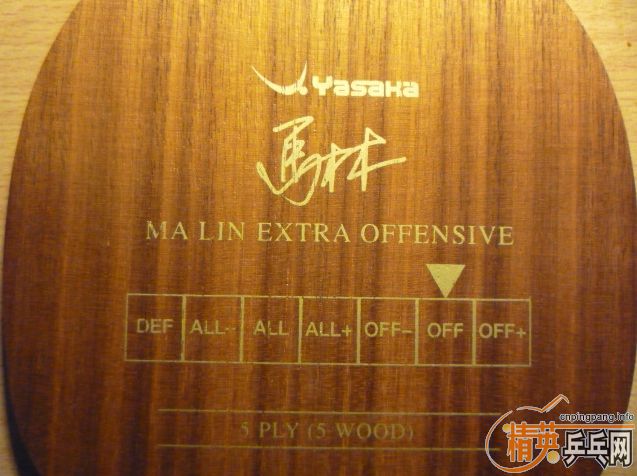 Yasaka
馬林
MA LIN EXTRA OFFENSIVE
DEF ALL-- ALL ALL+ OFF- OFF OFF+
5 PLY (5 WOOD)
cnpingpang.info
精英乒乓网